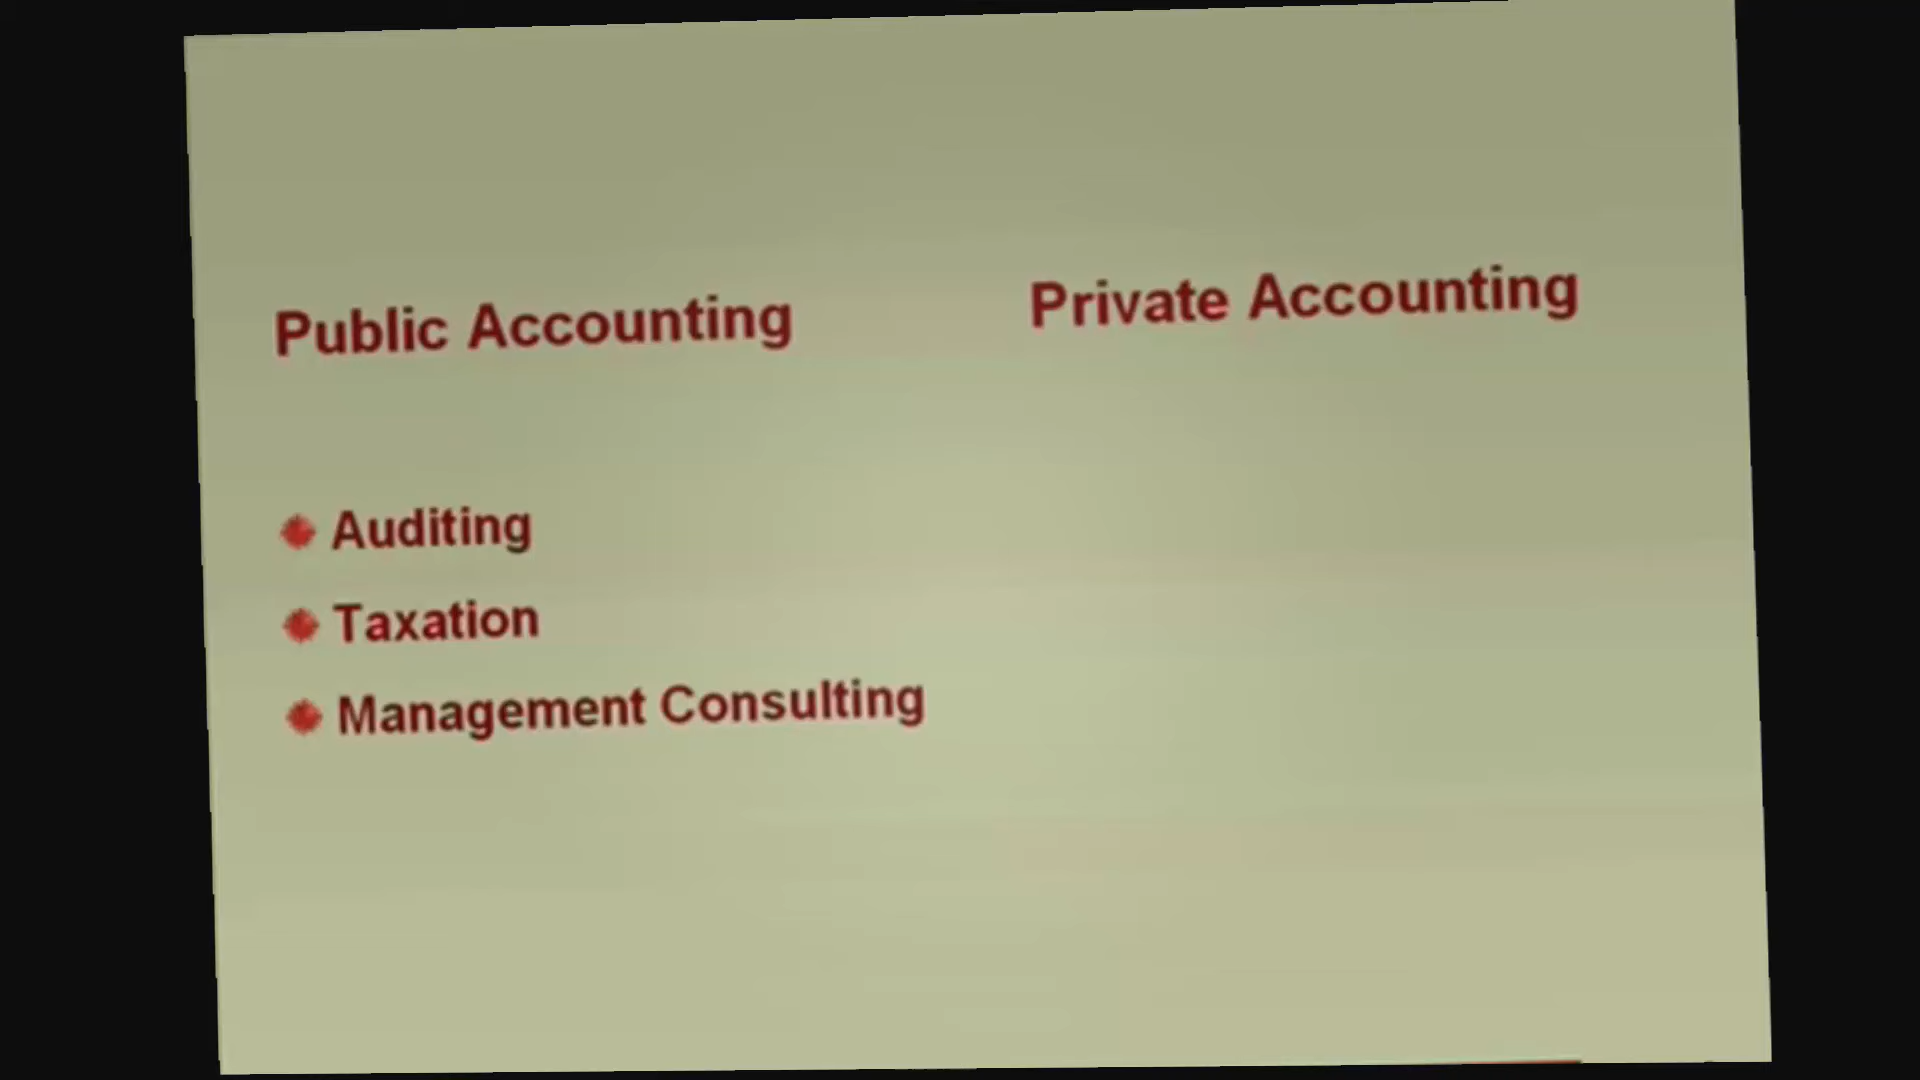 Public Accounting
Private Accounting
Auditing
Taxation
Management Consulting